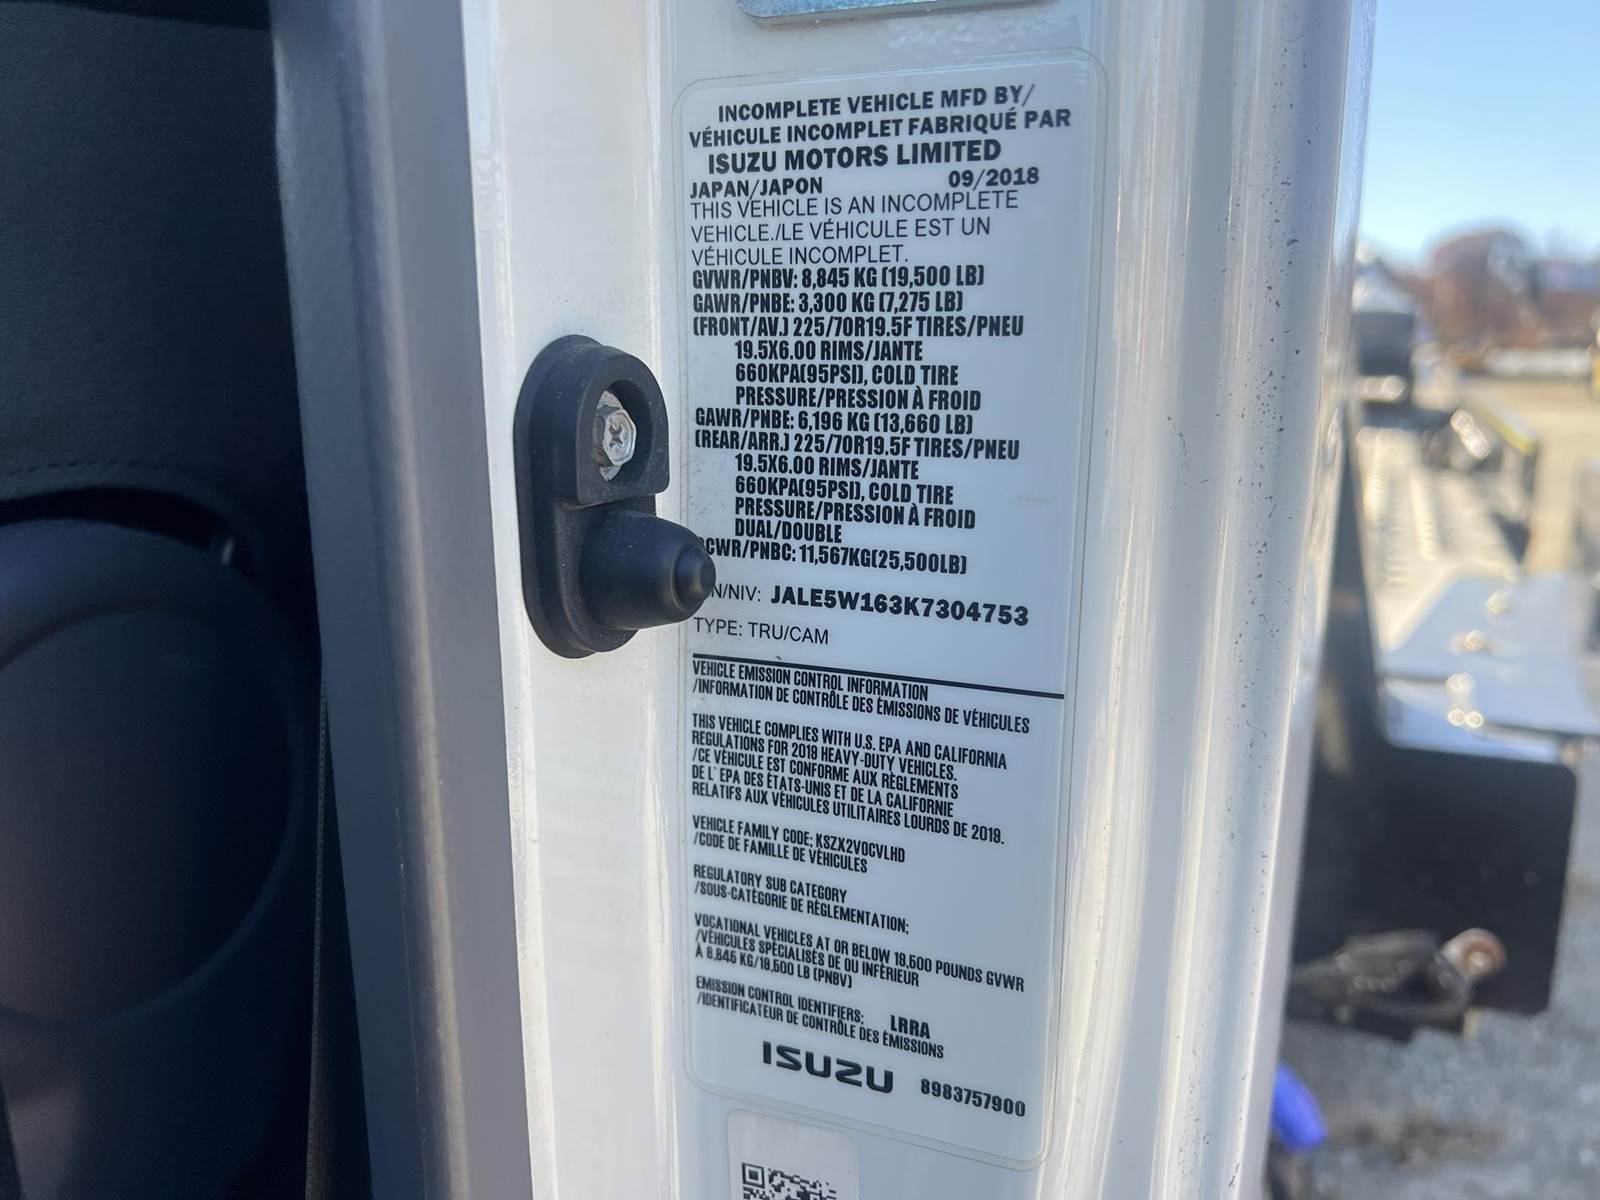 INCOMPLETE VEHICLE MFD BY/
VÉHICULE INCOMPLET FABRIQUÉ PAR
ISUZU MOTORS LIMITED
JAPAN/JAPON 09/2018
THIS VEHICLE IS AN INCOMPLETE
VEHICLE./LE VÉHICULE EST UN
VÉHICULE INCOMPLET.
GVWR/PNBV: 8,845 KG (19,500 LB)
GAWR/PNBE: 3,300 KG (7,275 LB)
(FRONT/AV.) 225/70R19.5F TIRES/PNEU
19.5X6.00 RIMS/JANTE
660KPA(95PSI), COLD TIRE
PRESSURE/PRESSION À FROID
GAWR/PNBE: 6,196 KG (13,660 LB)
(REAR/ARR.) 225/70R19.5F TIRES/PNEU
19.5X6.00 RIMS/JANTE
660KPA(95PSI), COLD TIRE
PRESSURE/PRESSION À FROID
DUAL/DOUBLE
CWR/PNBC: 11,567KG(25,500LB)
N/NIV: JALE5W163K7304753
TYPE: TRU/CAM
VEHICLE EMISSION CONTROL INFORMATION
/INFORMATION DE CONTRÔLE DES ÉMISSIONS DE VÉHICULES
THIS VEHICLE COMPLIES WITH U.S. EPA AND CALIFORNIA
REGULATIONS FOR 2019 HEAVY-DUTY VEHICLES.
/CE VÉHICULE EST CONFORME AUX RÈGLEMENTS
DE L'EPA DES ÉTATS-UNIS ET DE LA CALIFORNIE
RELATIFS AUX VÉHICULES UTILITAIRES LOURDS DE 2019.
VEHICLE FAMILY CODE: KSZX2VOCVLHD
/CODE DE FAMILLE DE VÉHICULES
REGULATORY SUB CATEGORY
/SOUS-CATÉGORIE DE RÉGLEMENTATION:
VOCATIONAL VEHICLES AT OR BELOW 19,500 POUNDS GVWR
/VÉHICULES SPÉCIALISÉS DE OU INFÉRIEUR
À 8,845 KG/19,500 LB (PNBV)
EMISSION CONTROL IDENTIFIERS: LRRA
/IDENTIFICATEUR DE CONTRÔLE DES ÉMISSIONS
ISUZU 8983757900